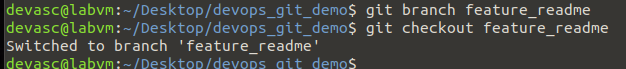 devasc@labvm:~/Desktop/devops_git_demo$ git branch feature_readme
devasc@labvm:~/Desktop/devops_git_demo$ git checkout feature_readme
Switched to branch 'feature_readme'
devasc@labvm:~/Desktop/devops_git_demo$